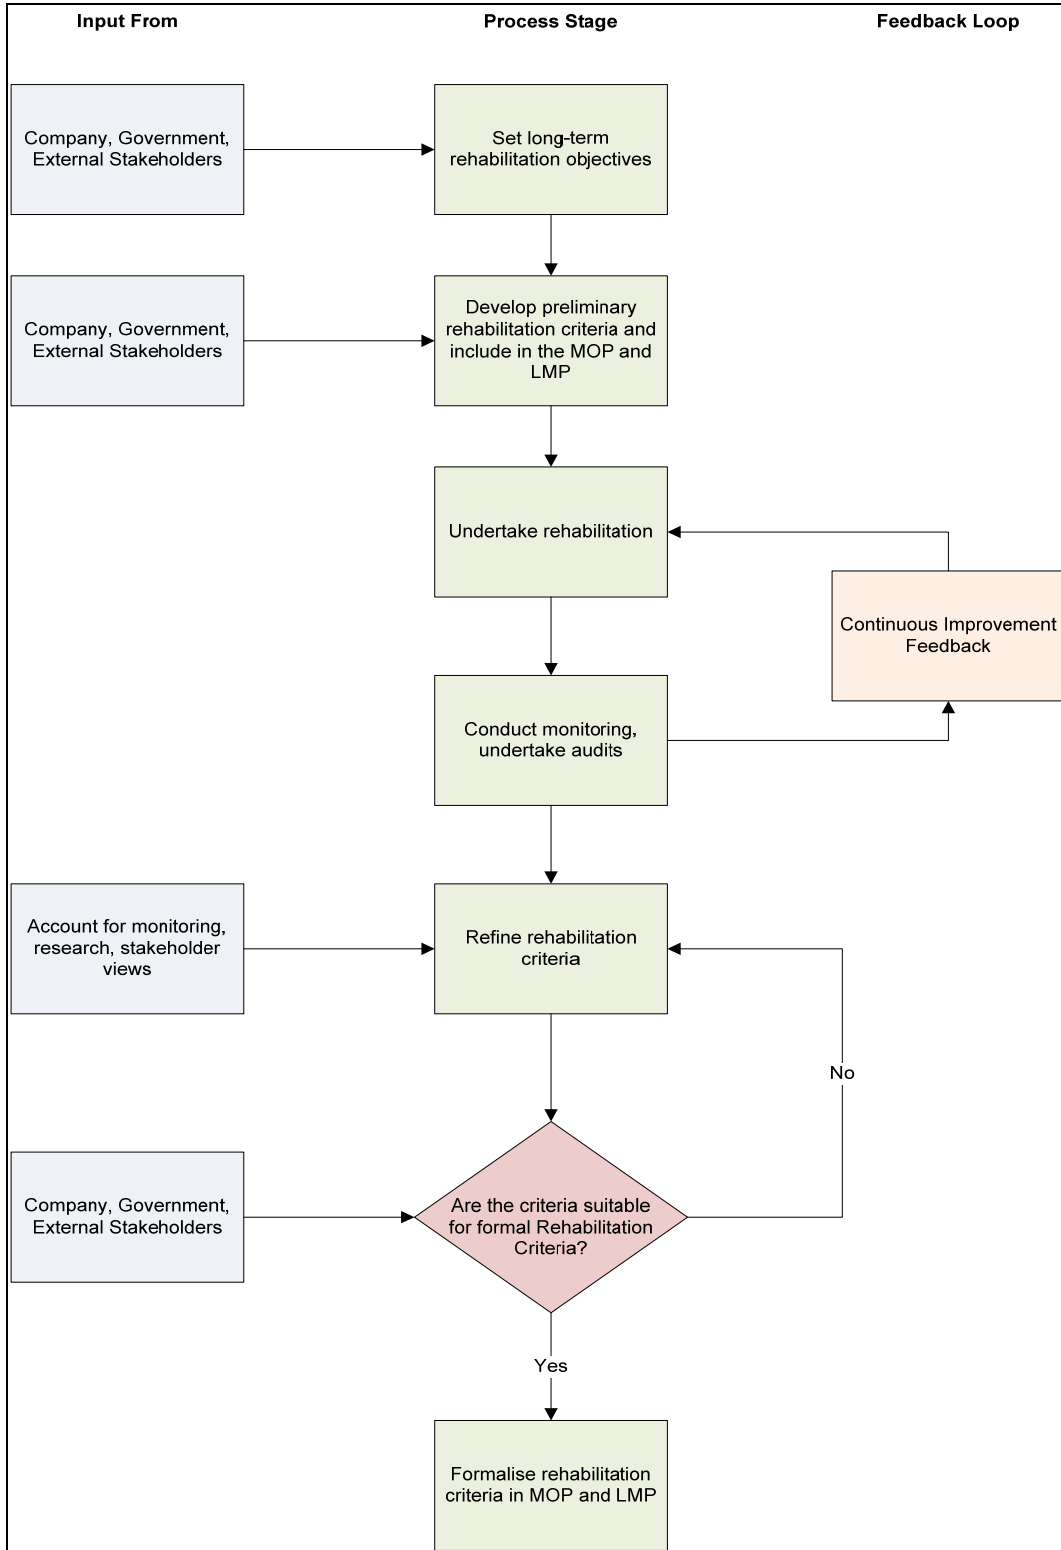 Input From
Process Stage
Feedback Loop
Company, Government,
External Stakeholders
Set long-term
rehabilitation objectives
Company, Government,
External Stakeholders
Develop preliminary
rehabilitation criteria and
include in the MOP and
LMP
Undertake rehabilitation
Continuous Improvement
Feedback
Conduct monitoring,
undertake audits
Account for monitoring,
research, stakeholder
views
Refine rehabilitation
criteria
No
Company, Government,
External Stakeholders
Are the criteria suitable
for formal Rehabilitation
Criteria?
Yes
Formalise rehabilitation
criteria in MOP and LMP